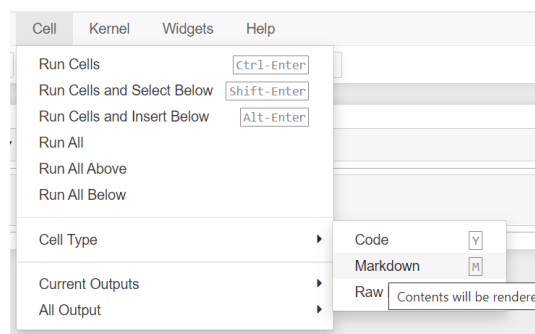 Cell Kernel Widgets Help
Run Cells Ctrl-Enter
Run Cells and Select Below Shift-Enter
Run Cells and Insert Below Alt-Enter
Run All
Run All Above
Run All Below
Cell Type
Code Y
Markdown M
Raw
Contents will be rendere
Current Outputs
All Output